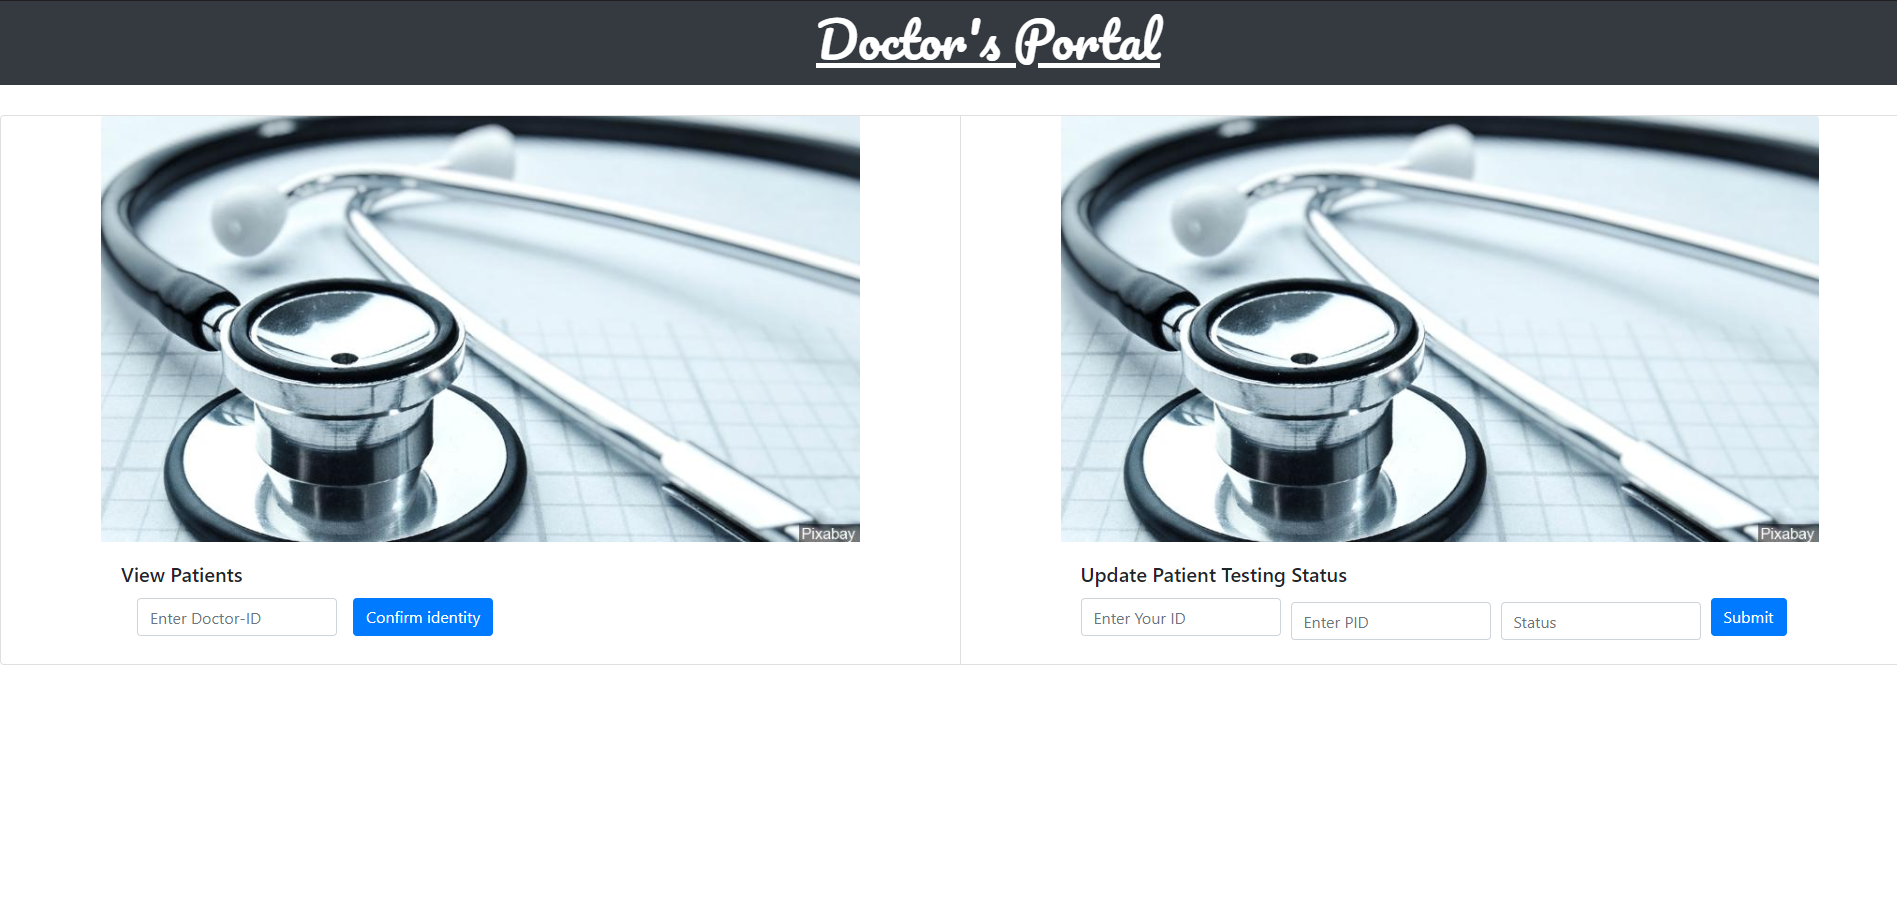 Doctor's Portal
Pixabay
View Patients
Enter Doctor-ID
Confirm identity
Pixabay
Update Patient Testing Status
Enter Your ID
Enter PID
Status
Submit